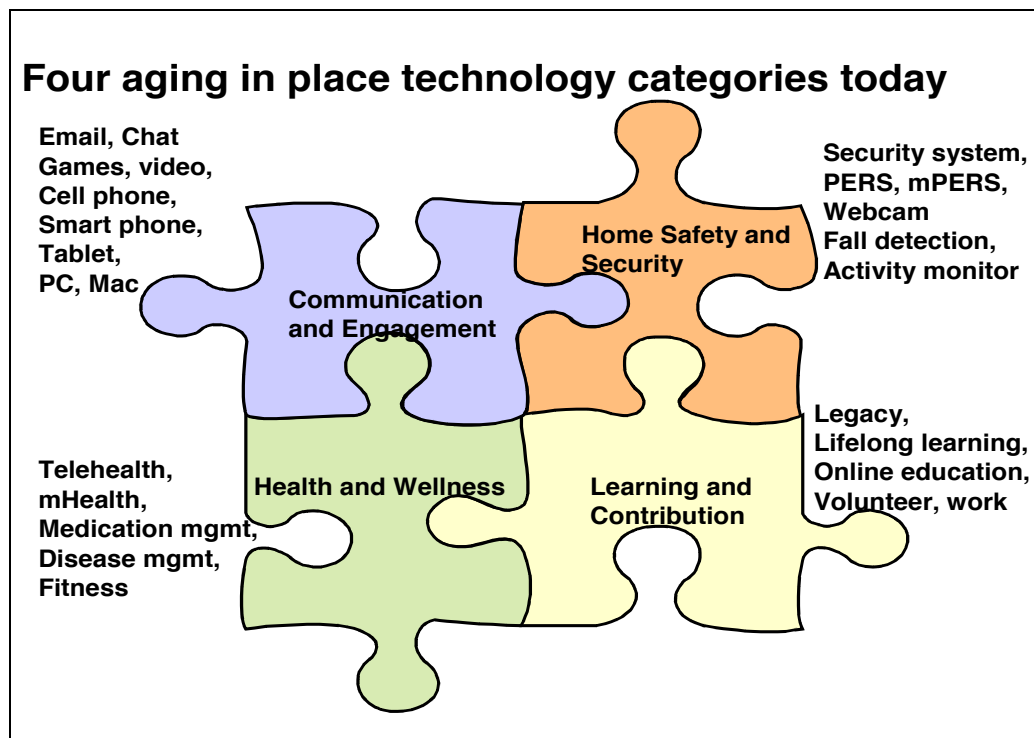 Four aging in place technology categories today
Email, Chat
Games, video,
Cell phone,
Smart phone,
Tablet,
PC, Mac
Security system,
PERS, mPERS,
Webcam
Fall detection,
Activity monitor
Home Safety and
Security
Communication
and Engagement
Telehealth,
mHealth,
Medication mgmt,
Disease mgmt,
Fitness
Health and Wellness
Learning and
Contribution
Legacy,
Lifelong learning,
Online education,
Volunteer, work